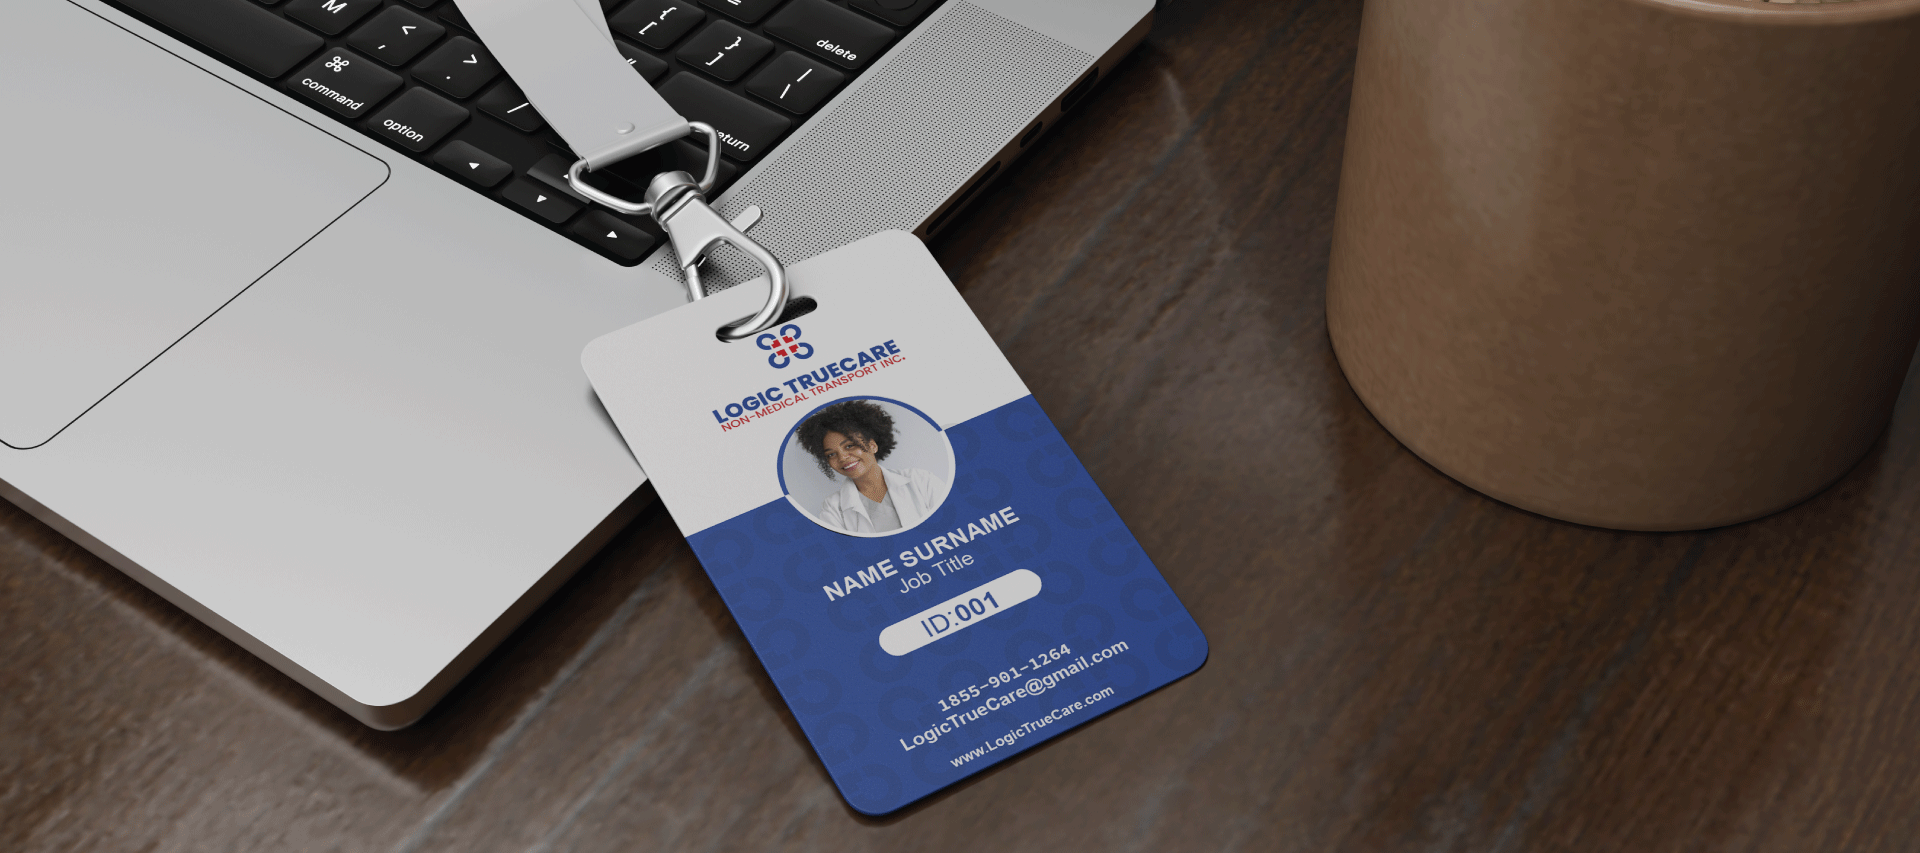 M
<
,
>
.
/
{
[
}
]
|
delete
⌘
command
option
return
LOGIC TRUECARE
NON-MEDICAL TRANSPORT INC.
NAME SURNAME
Job Title
ID:001
1855-901-1264
LogicTrueCare@gmail.com
www.LogicTrueCare.com